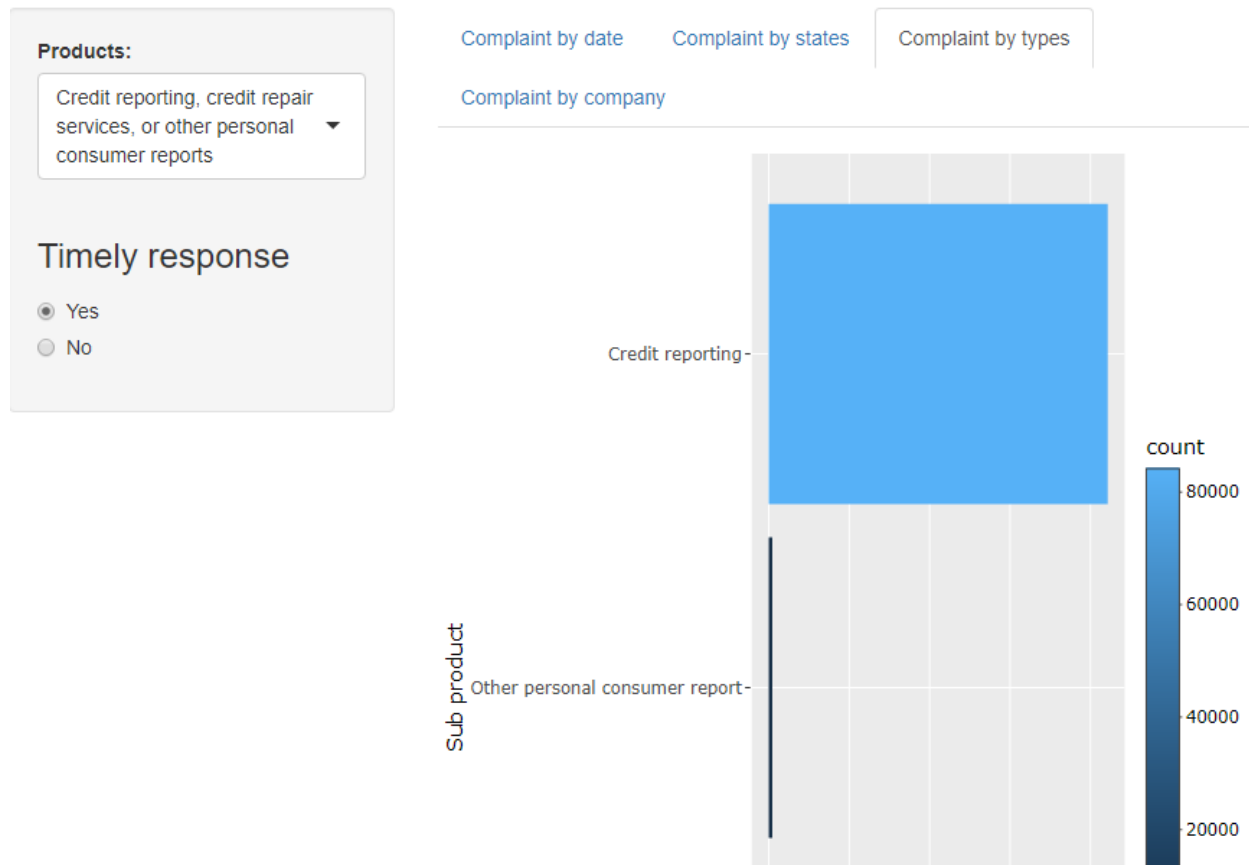 Products:
Credit reporting, credit repair
services, or other personal
consumer reports
Timely response
Yes
No
Complaint by date
Complaint by states
Complaint by types
Complaint by company
Credit reporting
Other personal consumer report
Sub product
count
80000
60000
40000
20000